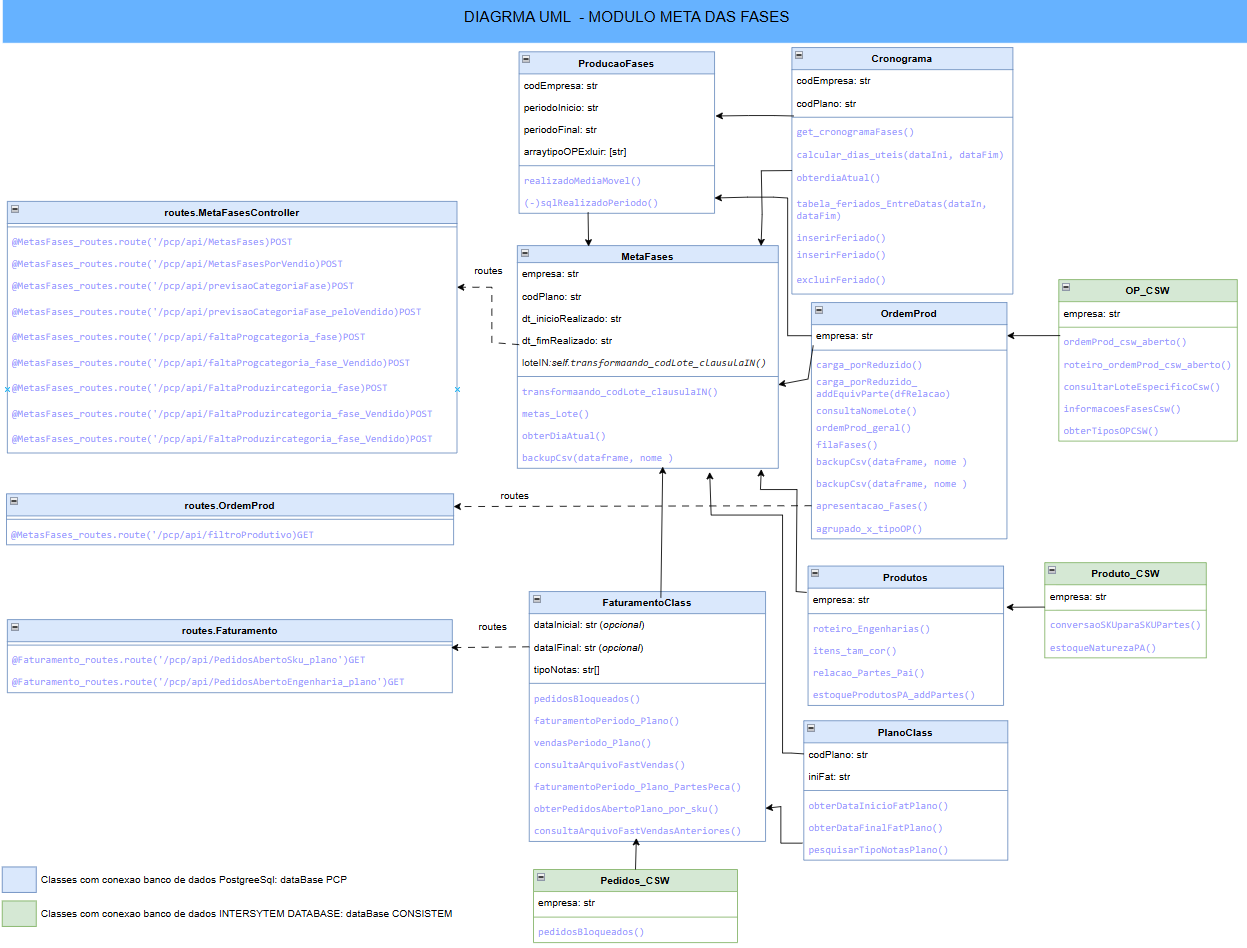 DIAGRMA UML - MODULO META DAS FASES
ProducaoFases
codEmpresa: str
periodoInicio: str
periodoFinal: str
arraytipoOPExluir: [str]
realizadoMediaMovel()
(-)sqlRealizadoPeriodo()
Cronograma
codEmpresa: str
codPlano: str
get_cronogramaFases()
calcular_dias_uteis(dataIni, dataFim)
obterdiaAtual()
tabela_feriados_EntreDatas(dataIn,
dataFim)
inserirFeriado()
inserirFeriado()
excluirFeriado()
routes.MetaFasesController
@MetasFases_routes.route('/pcp/api/MetasFases)POST
@MetasFases_routes.route('/pcp/api/MetasFasesPorVendio)POST
@MetasFases_routes.route('/pcp/api/previsaoCategoriaFase)POST
@MetasFases_routes.route('/pcp/api/previsaoCategoriaFase_peloVendido)POST
@MetasFases_routes.route('/pcp/api/faltaProgcategoria_fase)POST
@MetasFases_routes.route('/pcp/api/faltaProgcategoria_fase_Vendido)POST
@MetasFases_routes.route('/pcp/api/FaltaProduzircategoria_fase)POST
@MetasFases_routes.route('/pcp/api/FaltaProduzircategoria_fase_Vendido)POST
@MetasFases_routes.route('/pcp/api/FaltaProduzircategoria_fase_Vendido)POST
routes
MetaFases
empresa: str
codPlano: str
dt_inicioRealizado: str
dt_fimRealizado: str
loteIN:self.transformaando_codLote_clausulaIN()
transformaando_codLote_clausulaIN()
metas_Lote()
obterDiaAtual()
backupCsv(dataframe, nome )
OrdemProd
empresa: str
carga_porReduzido()
carga_porReduzido_
addEquivParte(dfRelacao)
consultaNomeLote()
ordemProd_geral()
filaFases()
backupCsv(dataframe, nome )
backupCsv(dataframe, nome )
apresentacao_Fases()
agrupado_x_tipoOP()
OP_CSW
empresa: str
ordemProd_csw_aberto()
roteiro_ordemProd_csw_aberto()
consultarLoteEspecificoCsw()
informacoesFasesCsw()
obterTiposOPCSW()
routes.OrdemProd
@MetasFases_routes.route('/pcp/api/filtroProdutivo)GET
routes
routes.Faturamento
@Faturamento_routes.route('/pcp/api/PedidosAbertoSku_plano')GET
@Faturamento_routes.route('/pcp/api/PedidosAbertoEngenharia_plano')GET
routes
FaturamentoClass
dataInicial: str (opcional)
dataIFinal: str (opcional)
tipoNotas: str[]
pedidosBloqueados()
faturamentoPeriodo_Plano()
vendasPeriodo_Plano()
consultaArquivoFastVendas()
faturamentoPeriodo_Plano_PartesPeca()
obterPedidosAbertoPlano_por_sku()
consultaArquivoFastVendasAnteriores()
Produtos
empresa: str
roteiro_Engenharias()
itens_tam_cor()
relacao_Partes_Pai()
estoqueProdutosPA_addPartes()
Produto_CSW
empresa: str
conversaoSKUparaSKUPartes()
estoqueNaturezaPA()
PlanoClass
codPlano: str
iniFat: str
obterDataInicioFatPlano()
obterDataFinalFatPlano()
pesquisarTipoNotasPlano()
Pedidos_CSW
empresa: str
pedidosBloqueados()
Classes com conexao banco de dados PostgreeSql: dataBase PCP
Classes com conexao banco de dados INTERSYTEM DATABASE: dataBase CONSISTEM